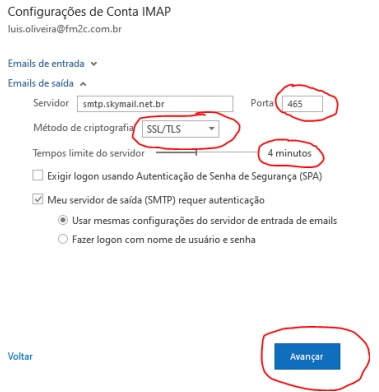 Configurações de Conta IMAP
luis.oliveira@fm2c.com.br
Emails de entrada
Emails de saída
Servidor smtp.skymail.net.br Porta 465
Método de criptografia SSL/TLS
Tempos limite do servidor 4 minutos
Exigir logon usando Autenticação de Senha de Segurança (SPA)
Meu servidor de saída (SMTP) requer autenticação
Usar mesmas configurações do servidor de entrada de emails
Fazer logon com nome de usuário e senha
Voltar Avançar